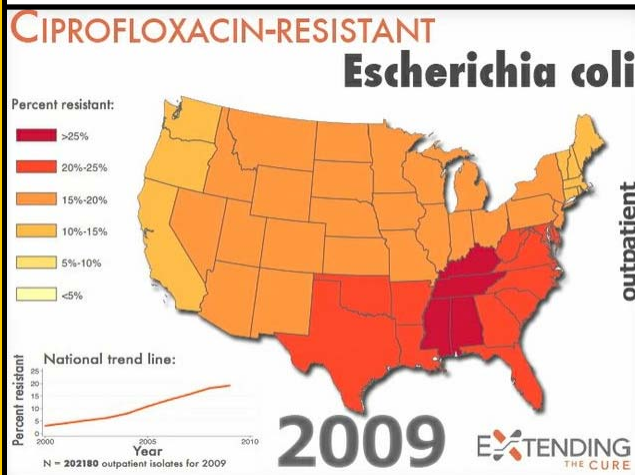 CIPROFLOXACIN-RESISTANT
Escherichia coli
Percent resistant:
>25%
20%-25%
15%-20%
10%-15%
5%-10%
<5%
outpatient
National trend line:
Percent resistant
25
20
15
10
5
0
2000 2005 2010
Year
N = 202180 outpatient isolates for 2009
2009
EXTENDING
THE CURE